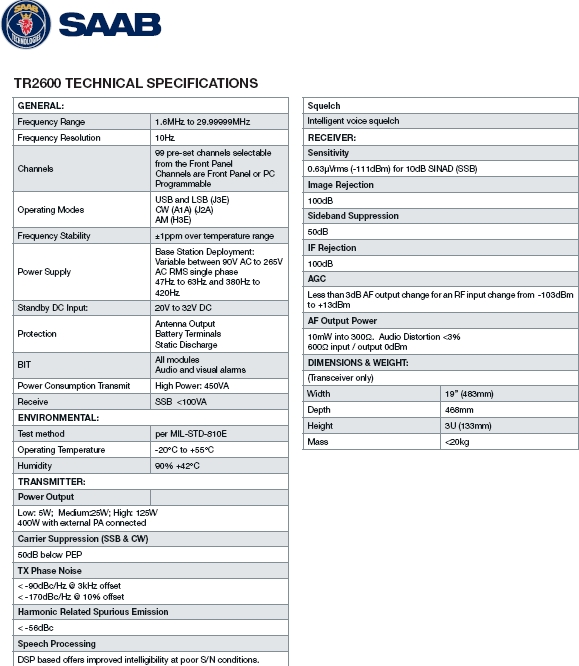 SAAB
TECHNOLOGIES
TR2600 TECHNICAL SPECIFICATIONS
GENERAL:
Frequency Range 1.6MHz to 29.99999MHz
Frequency Resolution 10Hz
Channels 99 pre-set channels selectable
from the Front Panel
Channels are Front Panel or PC
Programmable
Operating Modes USB and LSB (J3E)
CW (A1A) (J2A)
AM (H3E)
Frequency Stability ±1ppm over temperature range
Power Supply Base Station Deployment:
Variable between 90V AC to 265V
AC RMS single phase
47Hz to 63Hz and 380Hz to
420Hz
Standby DC Input: 20V to 32V DC
Protection Antenna Output
Battery Terminals
Static Discharge
BIT All modules
Audio and visual alarms
Power Consumption Transmit High Power: 450VA
Receive SSB <100VA
ENVIRONMENTAL:
Test method per MIL-STD-810E
Operating Temperature -20°C to +55°C
Humidity 90% +42°C
TRANSMITTER:
Power Output
Low: 5W; Medium:25W; High: 125W
400W with external PA connected
Carrier Suppression (SSB & CW)
50dB below PEP
TX Phase Noise
< -90dBc/Hz @ 3kHz offset
< -170dBc/Hz @ 10% offset
Harmonic Related Spurious Emission
< -56dBc
Speech Processing
DSP based offers improved intelligibility at poor S/N conditions.
Squelch
Intelligent voice squelch
RECEIVER:
Sensitivity
0.63µVrms (-111dBm) for 10dB SINAD (SSB)
Image Rejection
100dB
Sideband Suppression
50dB
IF Rejection
100dB
AGC
Less than 3dB AF output change for an RF input change from -103dBm
to +13dBm
AF Output Power
10mW into 300Ω. Audio Distortion <3%
600Ω input / output 0dBm
DIMENSIONS & WEIGHT:
(Transceiver only)
Width 19" (483mm)
Depth 468mm
Height 3U (133mm)
Mass <20kg